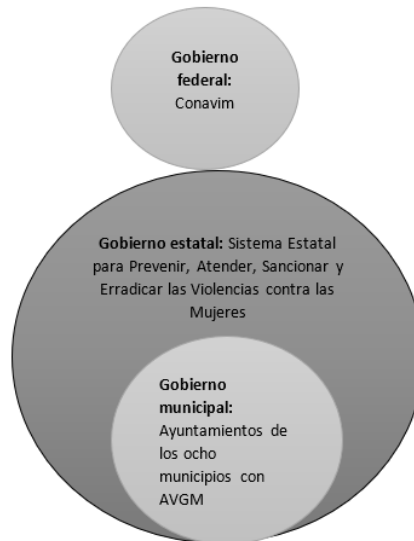 Gobierno
federal:
Conavim
Gobierno estatal: Sistema Estatal
para Prevenir, Atender, Sancionar y
Erradicar las Violencias contra las
Mujeres
Gobierno
municipal:
Ayuntamientos de
los ocho
municipios con
AVGM